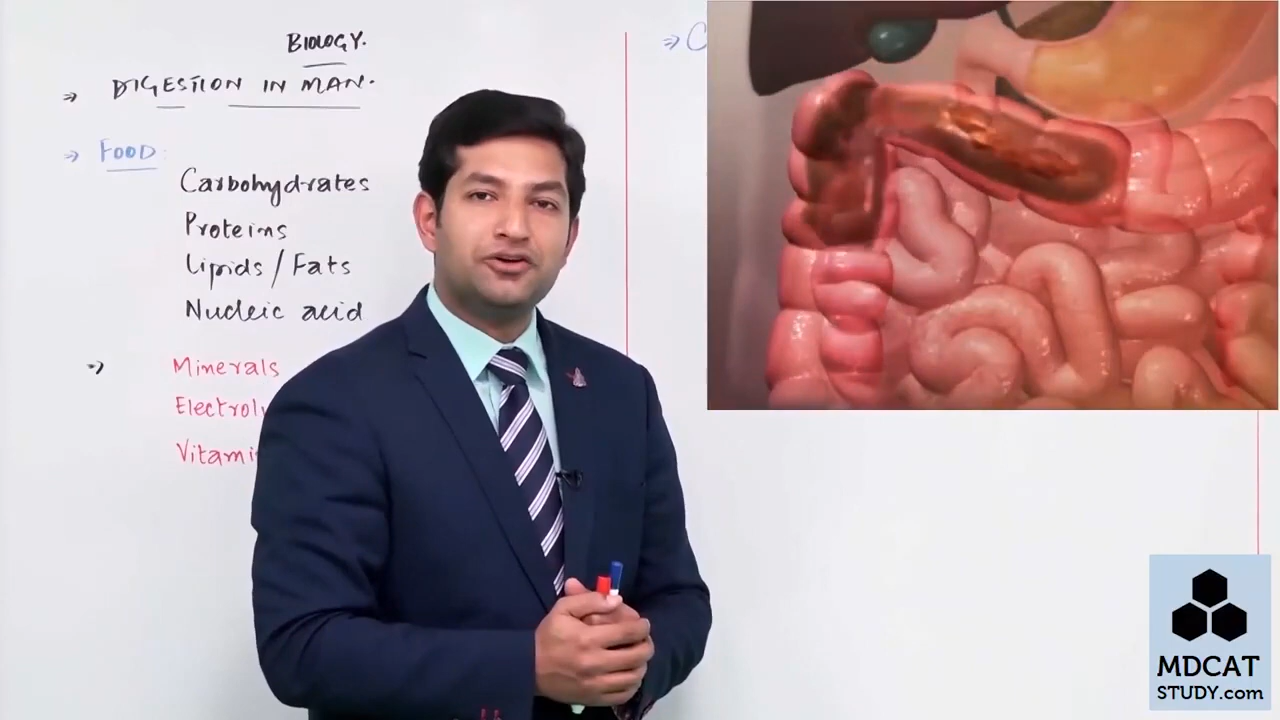 BIOLOGY.
⇒ DIGESTION IN MAN.
⇒ FOOD:
Carbohydrates
Proteins
Lipids / Fats
Nucleic acid
Minerals
⇒ C
MDCAT
STUDY.com